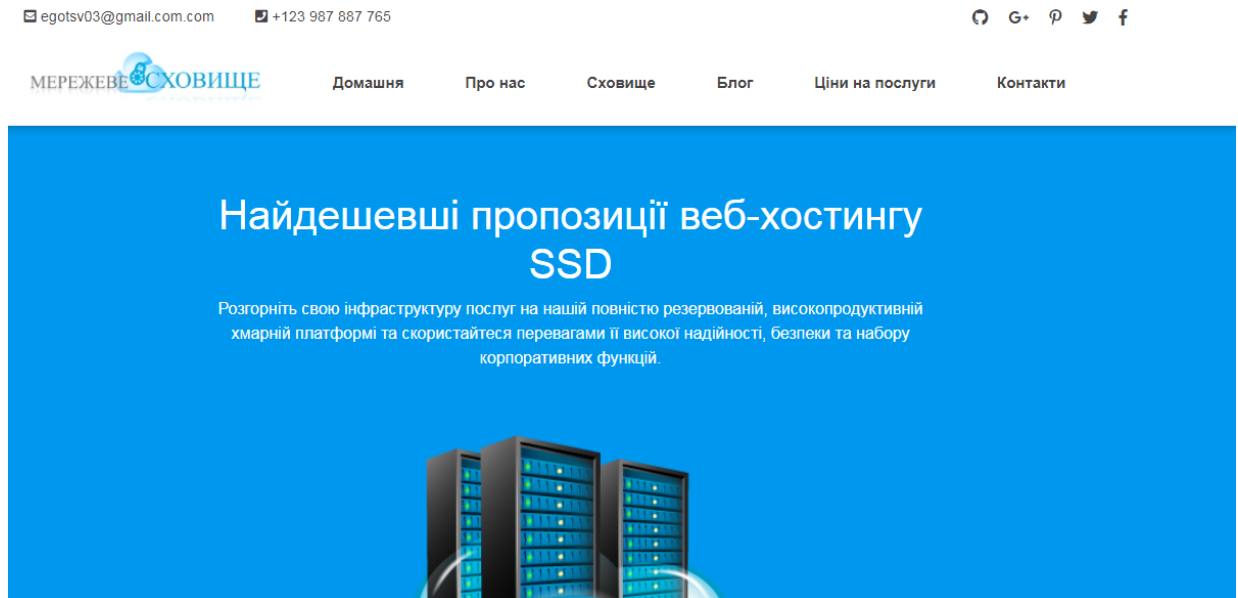 egotsv03@gmail.com.com +123 987 887 765
МЕРЕЖЕВЕ СХОВИЩЕ Домашня Про нас Сховище Блог Ціни на послуги Контакти
Найдешевші пропозиції веб-хостингу
SSD
Розгорніть свою інфраструктуру послуг на нашій повністю резервованій, високопродуктивній
хмарній платформі та скористайтеся перевагами її високої надійності, безпеки та набору
корпоративних функцій.